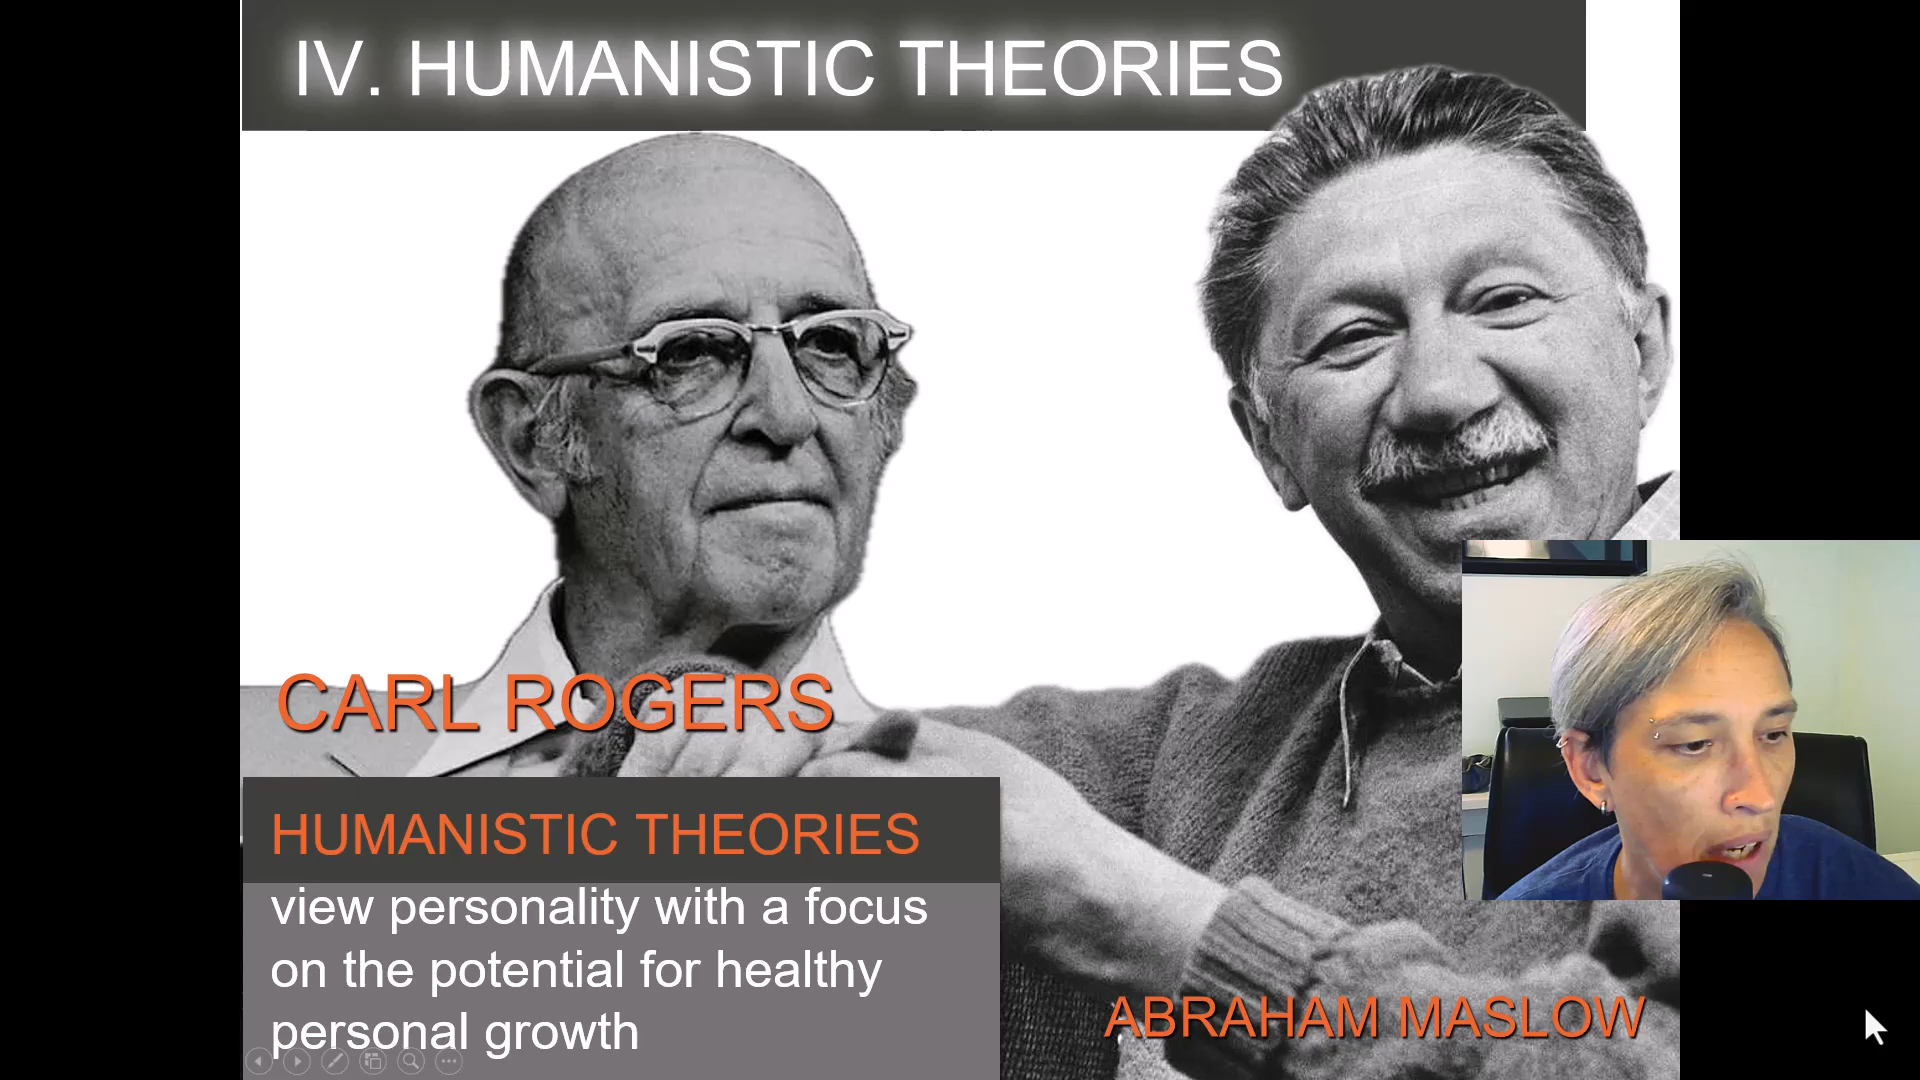 IV. HUMANISTIC THEORIES
CARL ROGERS
HUMANISTIC THEORIES
view personality with a focus
on the potential for healthy
personal growth
ABRAHAM MASLOW